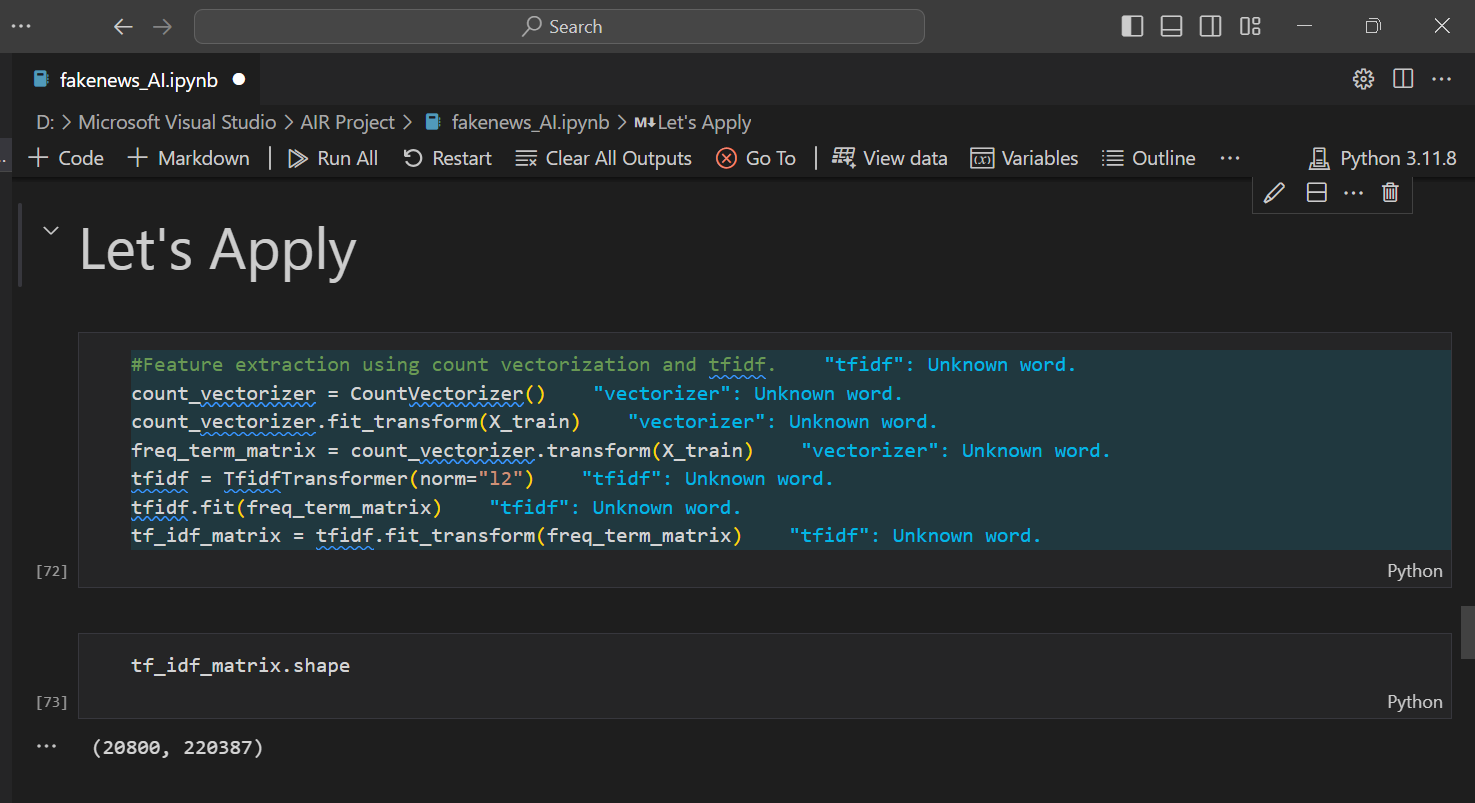 Search
fakenews_AI.ipynb
D: > Microsoft Visual Studio > AIR Project > fakenews_AI.ipynb > M↓Let's Apply
+ Code + Markdown | Run All Restart Clear All Outputs Go To | View data Variables Outline ... Python 3.11.8
Let's Apply
#Feature extraction using count vectorization and tfidf. "tfidf": Unknown word.
count_vectorizer = CountVectorizer() "vectorizer": Unknown word.
count_vectorizer.fit_transform(X_train) "vectorizer": Unknown word.
freq_term_matrix = count_vectorizer.transform(X_train) "vectorizer": Unknown word.
tfidf = TfidfTransformer(norm="l2") "tfidf": Unknown word.
tfidf.fit(freq_term_matrix) "tfidf": Unknown word.
tf_idf_matrix = tfidf.fit_transform(freq_term_matrix) "tfidf": Unknown word.
[72] Python
tf_idf_matrix.shape
[73] Python
... (20800, 220387)